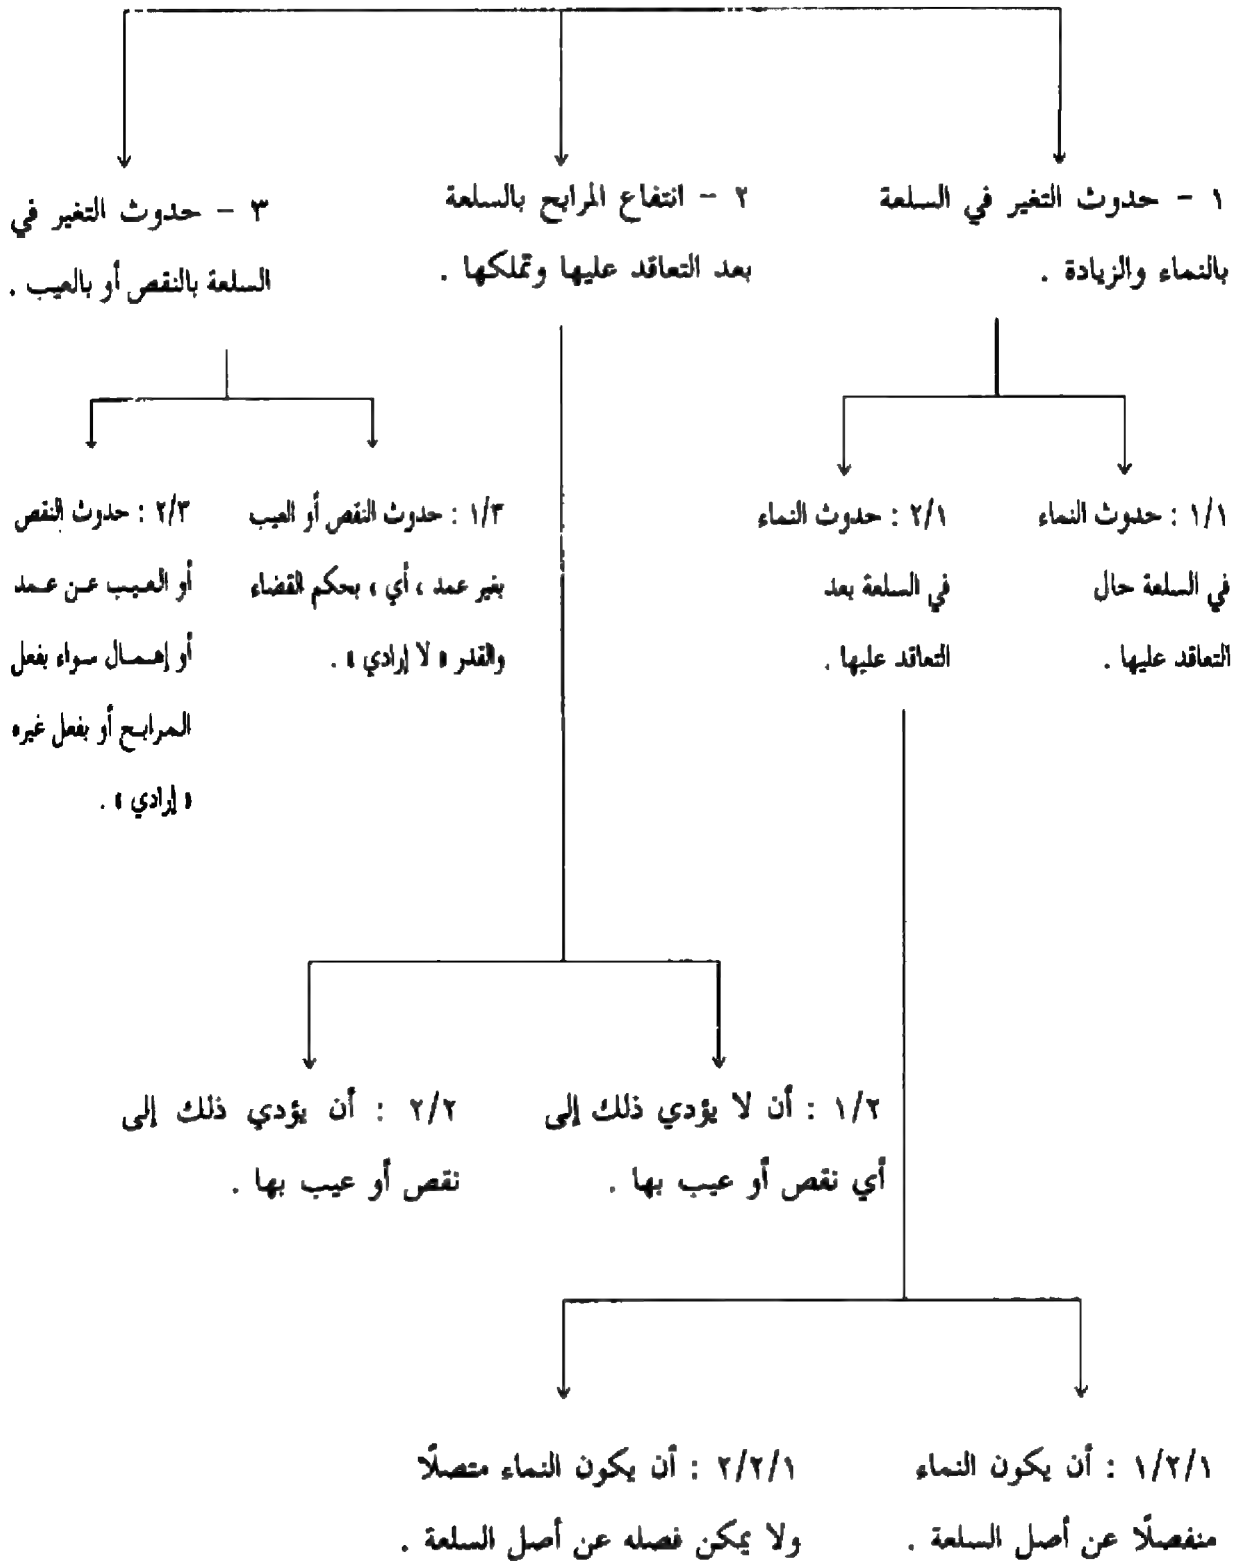 ١ - حدوث التغير في السلعة
بالنماء والزيادة .
٢ - انتفاع المرابح بالسلعة
بعد التعاقد عليها وتملكها .
٣ - حدوث التغير في
السلعة بالنقص أو بالعيب .
١/١ : حدوث النماء
في السلعة حال
التعاقد عليها .
٢/١ : حدوث النماء
في السلعة بعد
التعاقد عليها .
١/٣ : حدوث النقص أو العيب
بغير عمد ، أي ، بحكم القضاء
والقدر « لا إرادي » .
٢/٣ : حدوث النقص
أو العيب عن عمد
أو إهمال سواء بفعل
المرابح أو بفعل غيره
« إرادي » .
١/٢ : أن لا يؤدي ذلك إلى
أي نقص أو عيب بها .
٢/٢ : أن يؤدي ذلك إلى
نقص أو عيب بها .
١/٢/١ : أن يكون النماء
منفصلًا عن أصل السلعة .
٢/٢/١ : أن يكون النماء متصلًا
ولا يمكن فصله عن أصل السلعة .